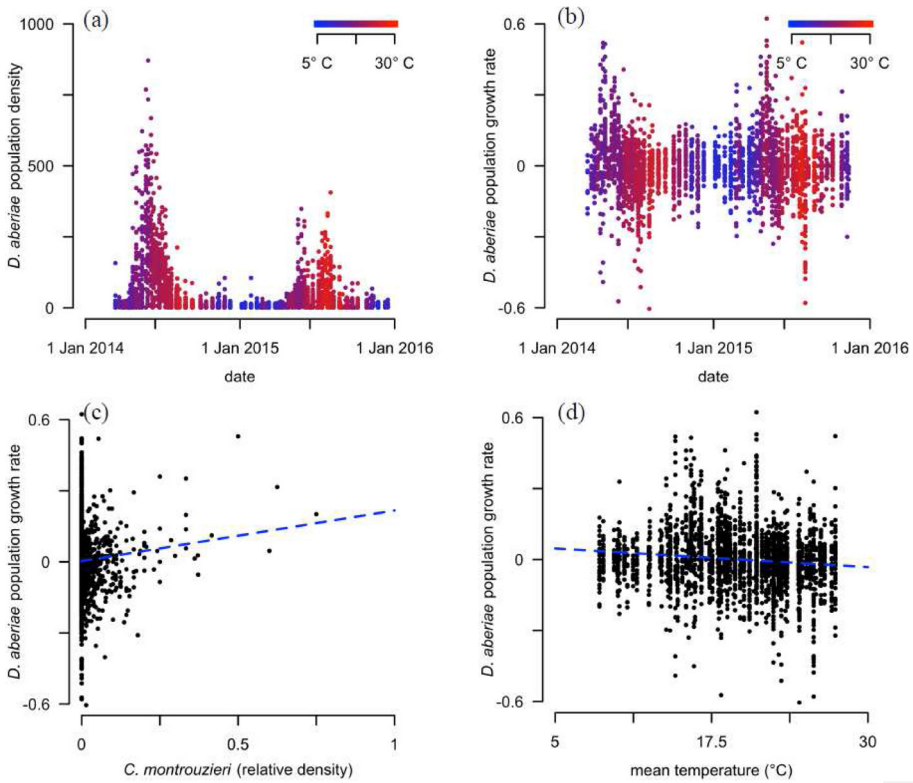 (a)
1000
500
0
D. aberiae population density
5° C 30° C
1 Jan 2014 1 Jan 2015 1 Jan 2016
date
(b)
0.6
0
-0.6
D. aberiae population growth rate
5° C 30° C
1 Jan 2014 1 Jan 2015 1 Jan 2016
date
(c)
0.6
0
-0.6
D. aberiae population growth rate
0 0.5 1
C. montrouzieri (relative density)
(d)
0.6
0
-0.6
D. aberiae population growth rate
5 17.5 30
mean temperature (°C)